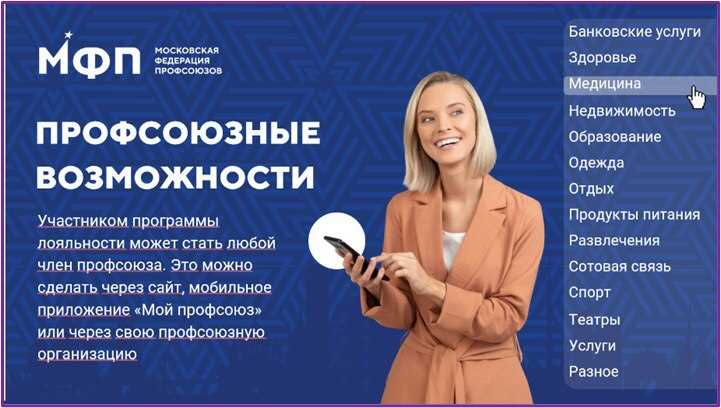 МФП
МОСКОВСКАЯ
ФЕДЕРАЦИЯ
ПРОФСОЮЗОВ
ПРОФСОЮЗНЫЕ
ВОЗМОЖНОСТИ
Участником программы
лояльности может стать любой
член профсоюза. Это можно
сделать через сайт, мобильное
приложение «Мой профсоюз»
или через свою профсоюзную
организацию
Банковские услуги
Здоровье
Медицина
Недвижимость
Образование
Одежда
Отдых
Продукты питания
Развлечения
Сотовая связь
Спорт
Театры
Услуги
Разное